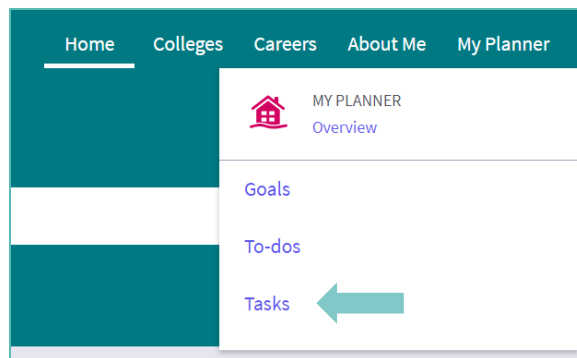 Home Colleges Careers About Me My Planner
MY PLANNER
Overview
Goals
To-dos
Tasks